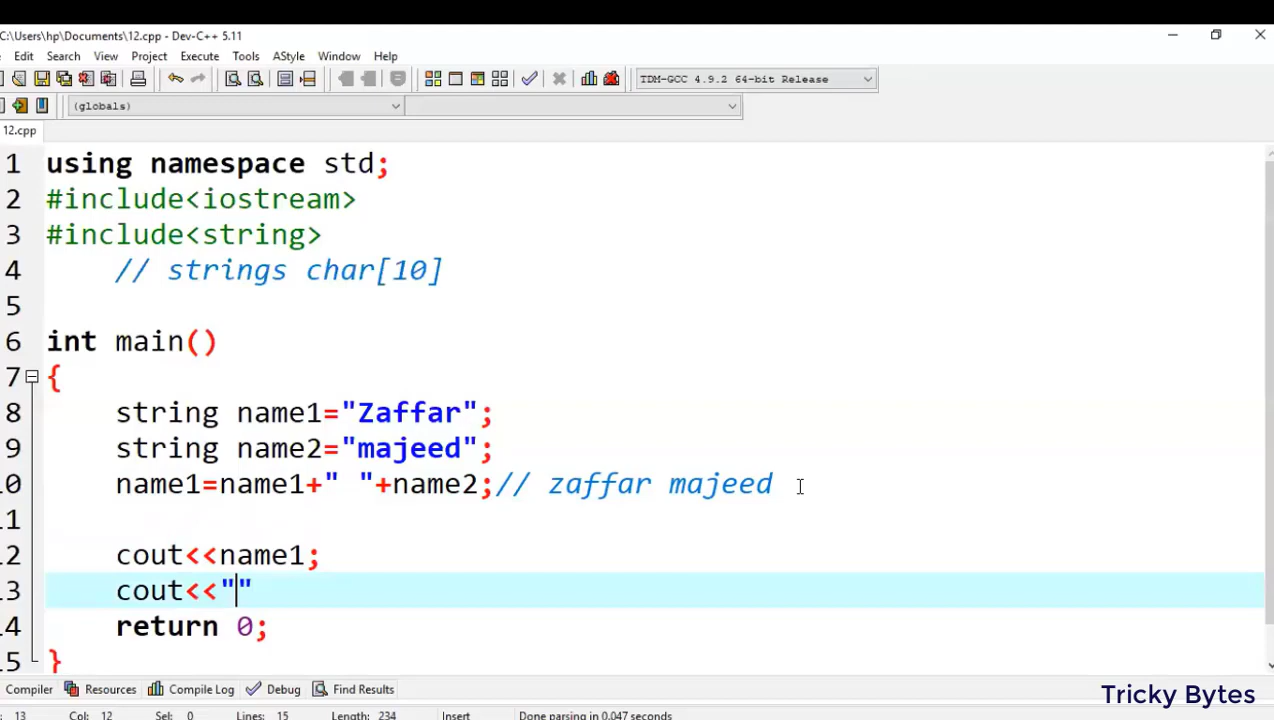 C:\Users\hp\Documents\12.cpp - Dev-C++ 5.11
Edit Search View Project Execute Tools AStyle Window Help
TDM-GCC 4.9.2 64-bit Release
(globals)
12.cpp
1 using namespace std;
2 #include<iostream>
3 #include<string>
4 // strings char[10]
5
6 int main()
7 {
8 string name1="Zaffar";
9 string name2="majeed";
10 name1=name1+" "+name2;// zaffar majeed
11
12 cout<<name1;
13 cout<<""
14 return 0;
15 }
Compiler Resources Compile Log Debug Find Results
Tricky Bytes
13 Col: 12 Sel: 0 Lines: 15 Length: 234 Insert Done parsing in 0.047 seconds